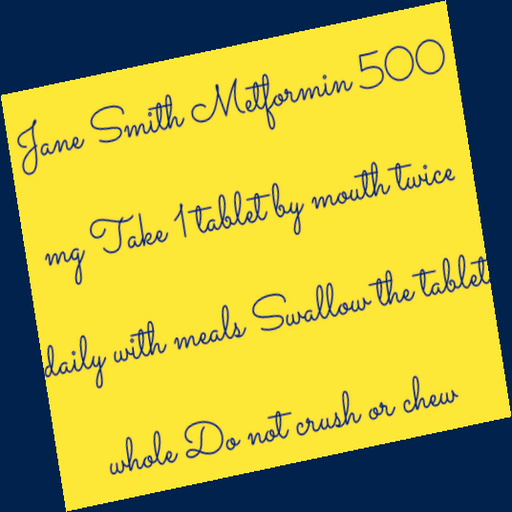 Jane Smith Metformin 500
mg Take 1 tablet by mouth twice
daily with meals Swallow the tablet
whole Do not crush or chew